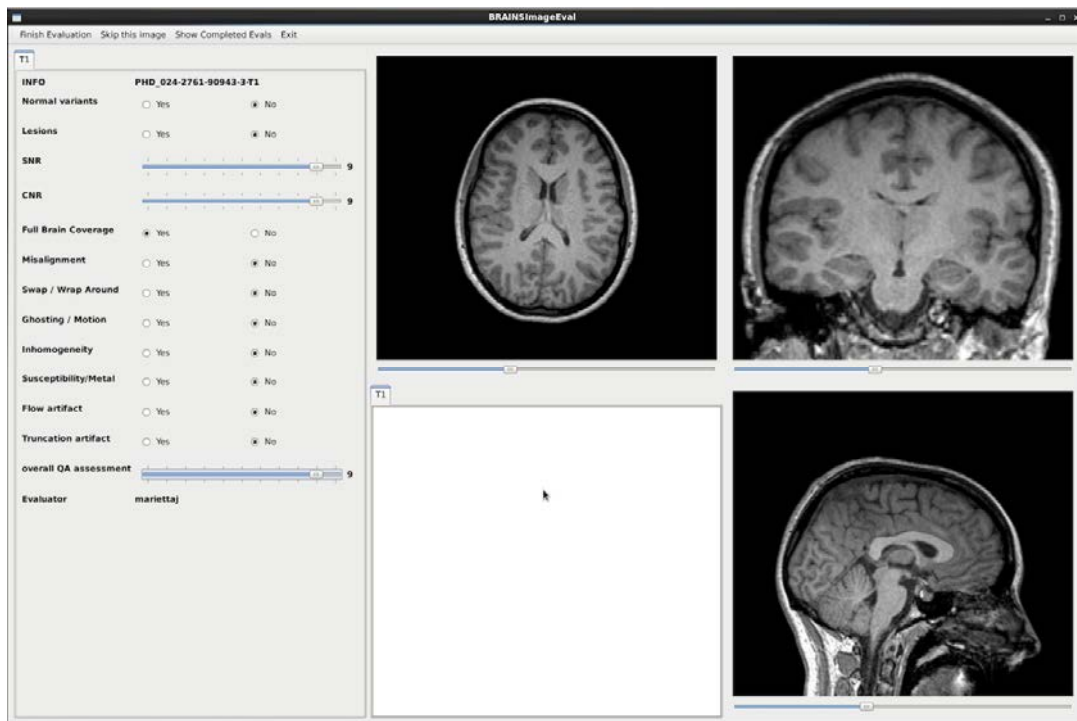 BRAINSImageEval
Finish Evaluation Skip this image Show Completed Evals Exit
T1
INFO PHD_024-2761-90943-3-T1
Normal variants Yes No
Lesions Yes No
SNR 9
CNR 9
Full Brain Coverage Yes No
Misalignment Yes No
Swap / Wrap Around Yes No
Ghosting / Motion Yes No
Inhomogeneity Yes No
Susceptibility/Metal Yes No
Flow artifact Yes No
Truncation artifact Yes No
overall QA assessment 9
Evaluator mariettaj
T1